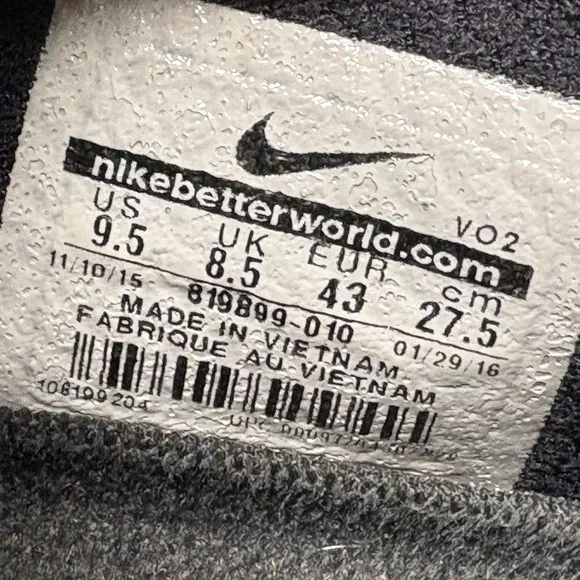 nikebetterworld.com
VO2
US UK EUR cm
9.5 8.5 43 27.5
11/10/15 819899-010 01/29/16
MADE IN VIETNAM
FABRIQUE AU VIETNAM
UPC